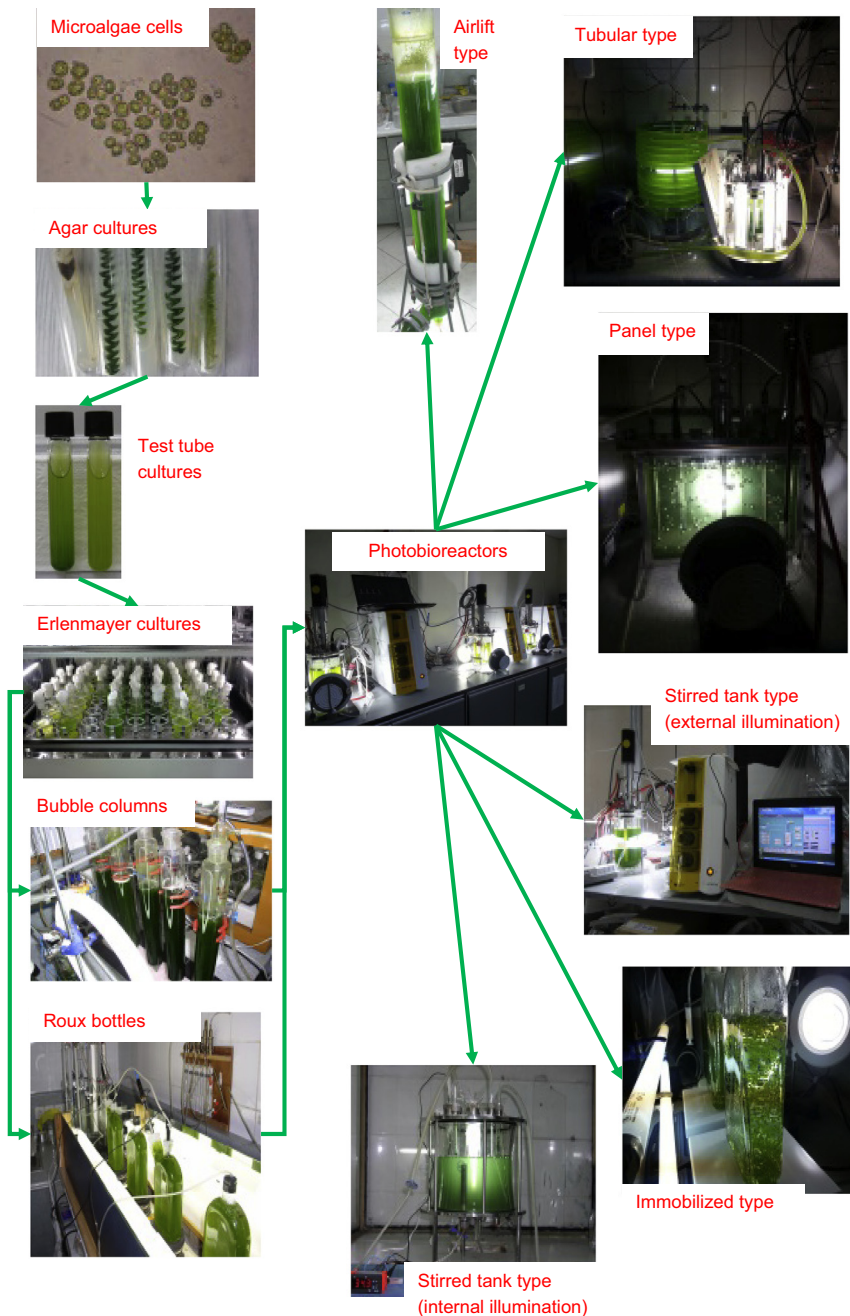 Microalgae cells
Agar cultures
Test tube
cultures
Erlenmayer cultures
Bubble columns
Roux bottles
Photobioreactors
Airlift
type
Tubular type
Panel type
Stirred tank type
(external illumination)
Immobilized type
Stirred tank type
(internal illumination)